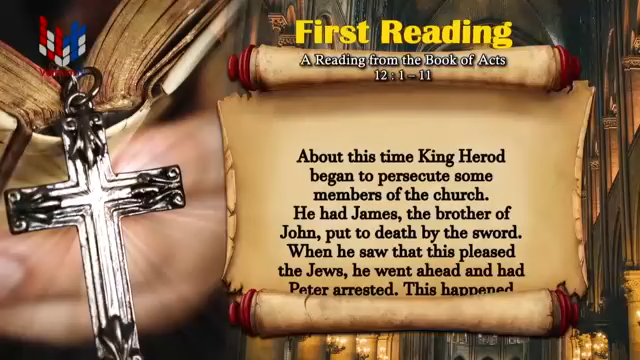 First Reading
A Reading from the Book of Acts
12 : 1 – 11
About this time King Herod
began to persecute some
members of the church.
He had James, the brother of
John, put to death by the sword.
When he saw that this pleased
the Jews, he went ahead and had
Peter arrested. This happened